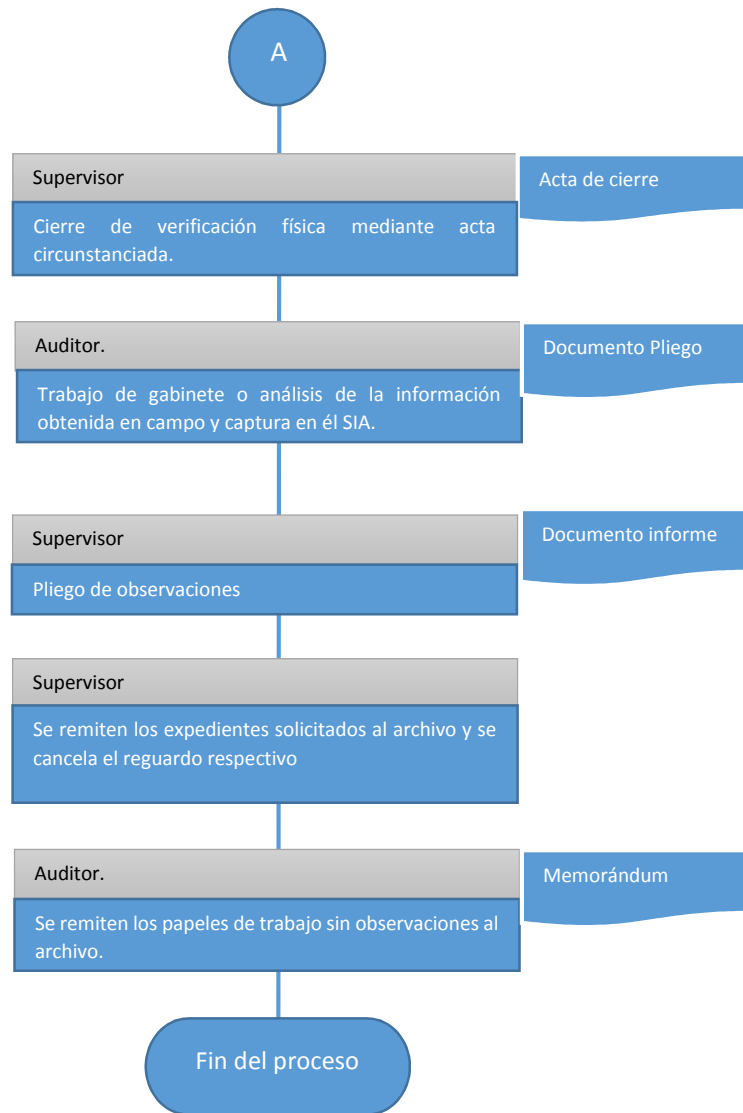 A
Supervisor
Acta de cierre
Cierre de verificación física mediante acta
circunstanciada.
Auditor.
Documento Pliego
Trabajo de gabinete o análisis de la información
obtenida en campo y captura en él SIA.
Supervisor
Documento informe
Pliego de observaciones
Supervisor
Se remiten los expedientes solicitados al archivo y se
cancela el reguardo respectivo
Auditor.
Memorándum
Se remiten los papeles de trabajo sin observaciones al
archivo.
Fin del proceso